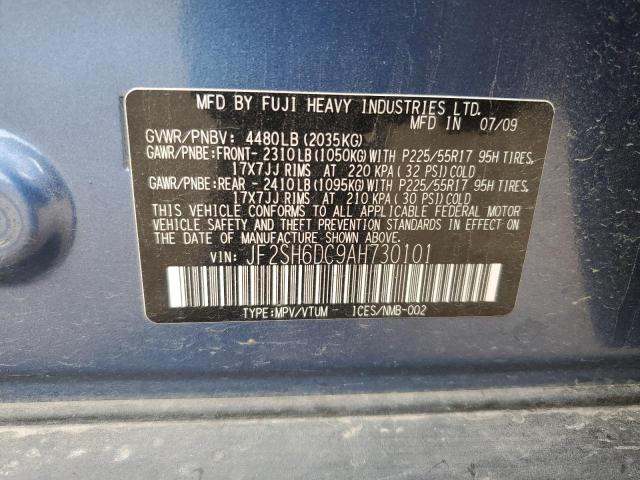 MFD BY FUJI HEAVY INDUSTRIES LTD.
MFD IN 07/09
GVWR/PNBV: 4480LB (2035KG)
GAWR/PNBE:FRONT- 2310LB (1050KG) WITH P225/55R17 95H TIRES,
17X7JJ RIMS AT 220 KPA ( 32 PSI) COLD
GAWR/PNBE:REAR - 2410LB (1095KG) WITH P225/55R17 95H TIRES,
17X7JJ RIMS AT 210 KPA ( 30 PSI) COLD
THIS VEHICLE CONFORMS TO ALL APPLICABLE FEDERAL MOTOR
VEHICLE SAFETY AND THEFT PREVENTION STANDARDS IN EFFECT
ON THE DATE OF MANUFACTURE SHOWN ABOVE.
VIN: JF2SH6DC9AH730101
TYPE:MPV/VTUM - ICES/NMB-002